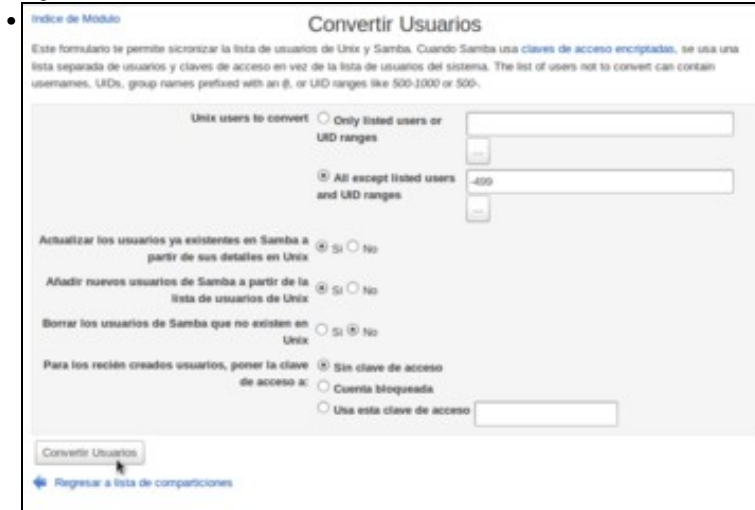 Indice de Módulo
Convertir Usuarios
Este formulario te permite sicronizar la lista de usuarios de Unix y Samba. Cuando Samba usa claves de acceso encriptadas, se usa una
lista separada de usuarios y claves de acceso en vez de la lista de usuarios del sistema. The list of users not to convert can contain
usernames, UIDs, group names prefixed with an @, or UID ranges like 500-1000 or 500-.
Unix users to convert Only listed users or
UID ranges
...
All except listed users -499
and UID ranges
...
Actualizar los usuarios ya existentes en Samba a
partir de sus detalles en Unix
Si No
Añadir nuevos usuarios de Samba a partir de la
lista de usuarios de Unix
Si No
Borrar los usuarios de Samba que no existen en
Unix
Si No
Para los recién creados usuarios, poner la clave
de acceso a:
Sin clave de acceso
Cuenta bloqueada
Usa esta clave de acceso
Convertir Usuarios
Regresar a lista de comparticiones